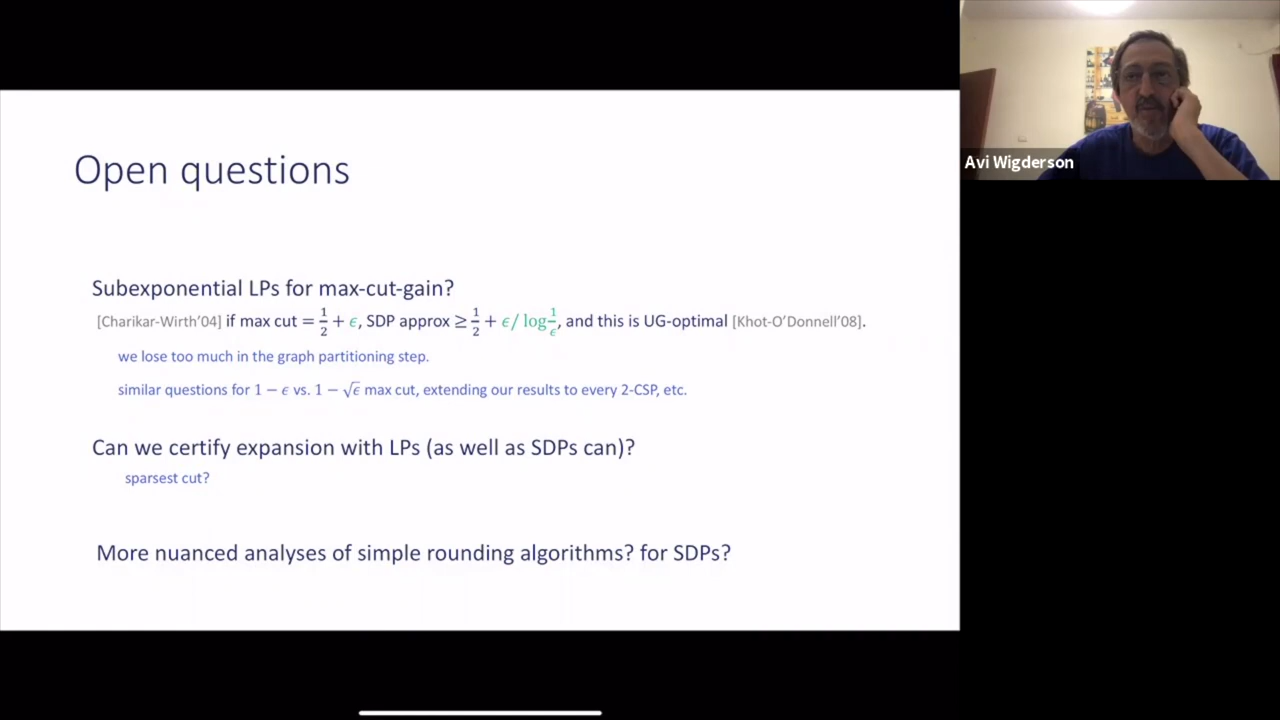 Open questions
Avi Wigderson
Subexponential LPs for max-cut-gain?
[Charikar-Wirth'04] if max cut = 1/2 + ϵ, SDP approx ≥ 1/2 + ϵ/ log 1/ϵ, and this is UG-optimal [Khot-O'Donnell'08].
we lose too much in the graph partitioning step.
similar questions for 1 − ϵ vs. 1 − √ϵ max cut, extending our results to every 2-CSP, etc.
Can we certify expansion with LPs (as well as SDPs can)?
sparsest cut?
More nuanced analyses of simple rounding algorithms? for SDPs?